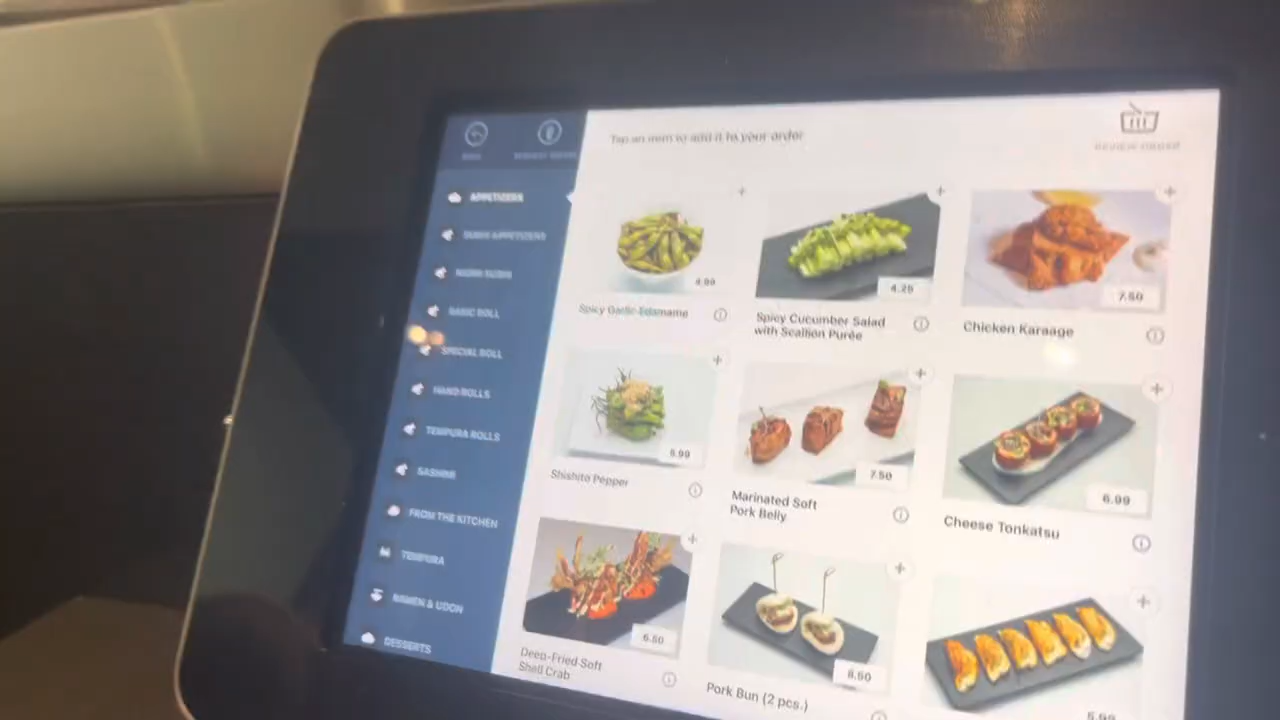 Tap an item to add it to your order
REVIEW ORDER
APPETIZERS
SUSHI APPETIZERS
NIGIRI SUSHI
BASIC ROLL
SPECIAL ROLL
HAND ROLLS
TEMPURA ROLLS
SASHIMI
FROM THE KITCHEN
TEMPURA
RAMEN & UDON
DESSERTS
4.99
Spicy Garlic Edamame
4.25
Spicy Cucumber Salad
with Scallion Purée
7.50
Chicken Karaage
5.99
Shishito Pepper
7.50
Marinated Soft
Pork Belly
6.99
Cheese Tonkatsu
6.50
Deep-Fried Soft
Shell Crab
8.50
Pork Bun (2 pcs.)
5.99